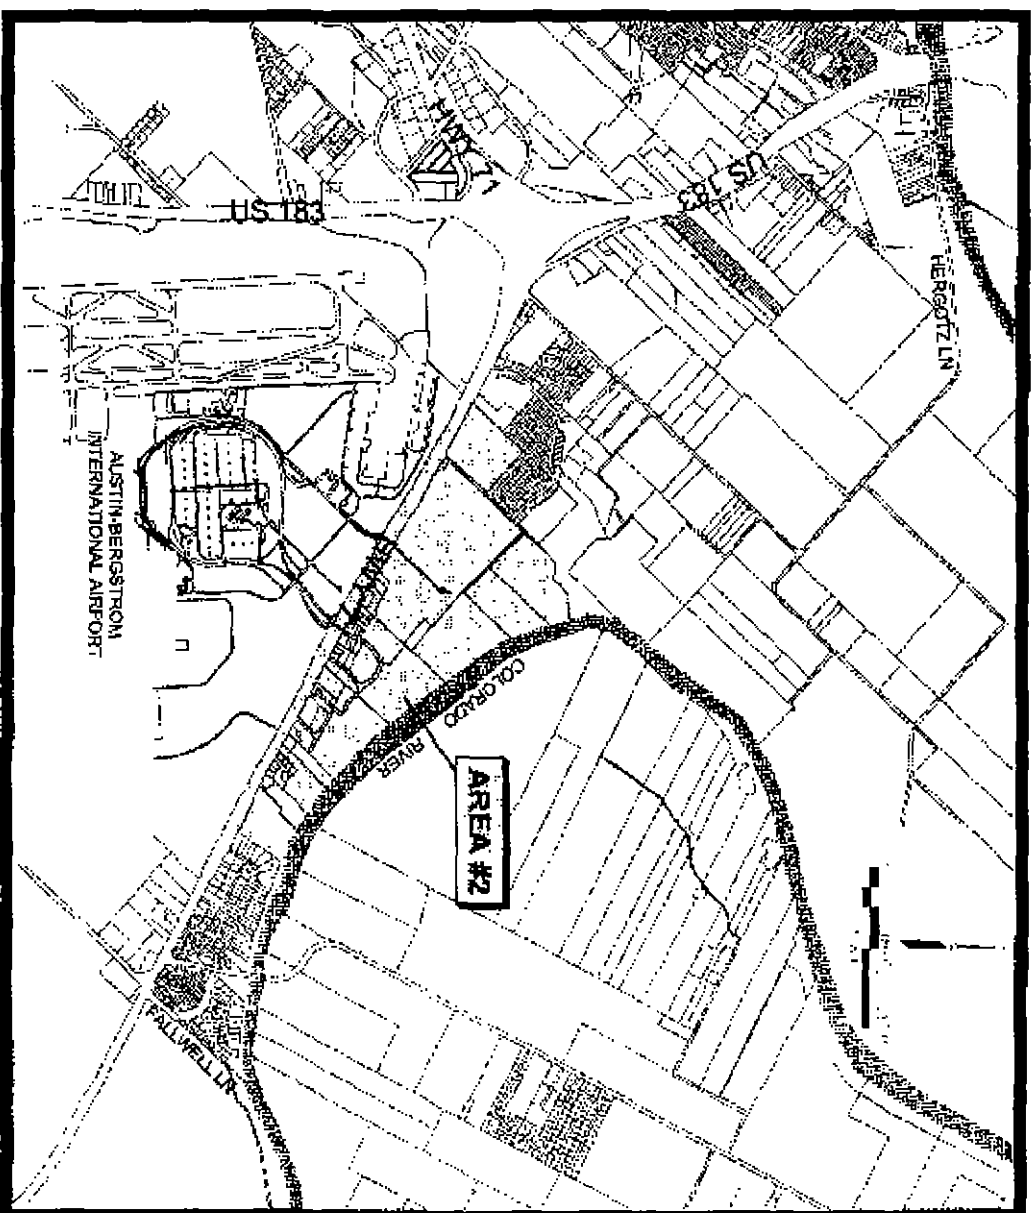 HWY 71
US 183
US 183
HERGOTZ LN
AUSTIN-BERGSTROM
INTERNATIONAL AIRPORT
COLORADO
RIVER
AREA #2
FALLWELL LN